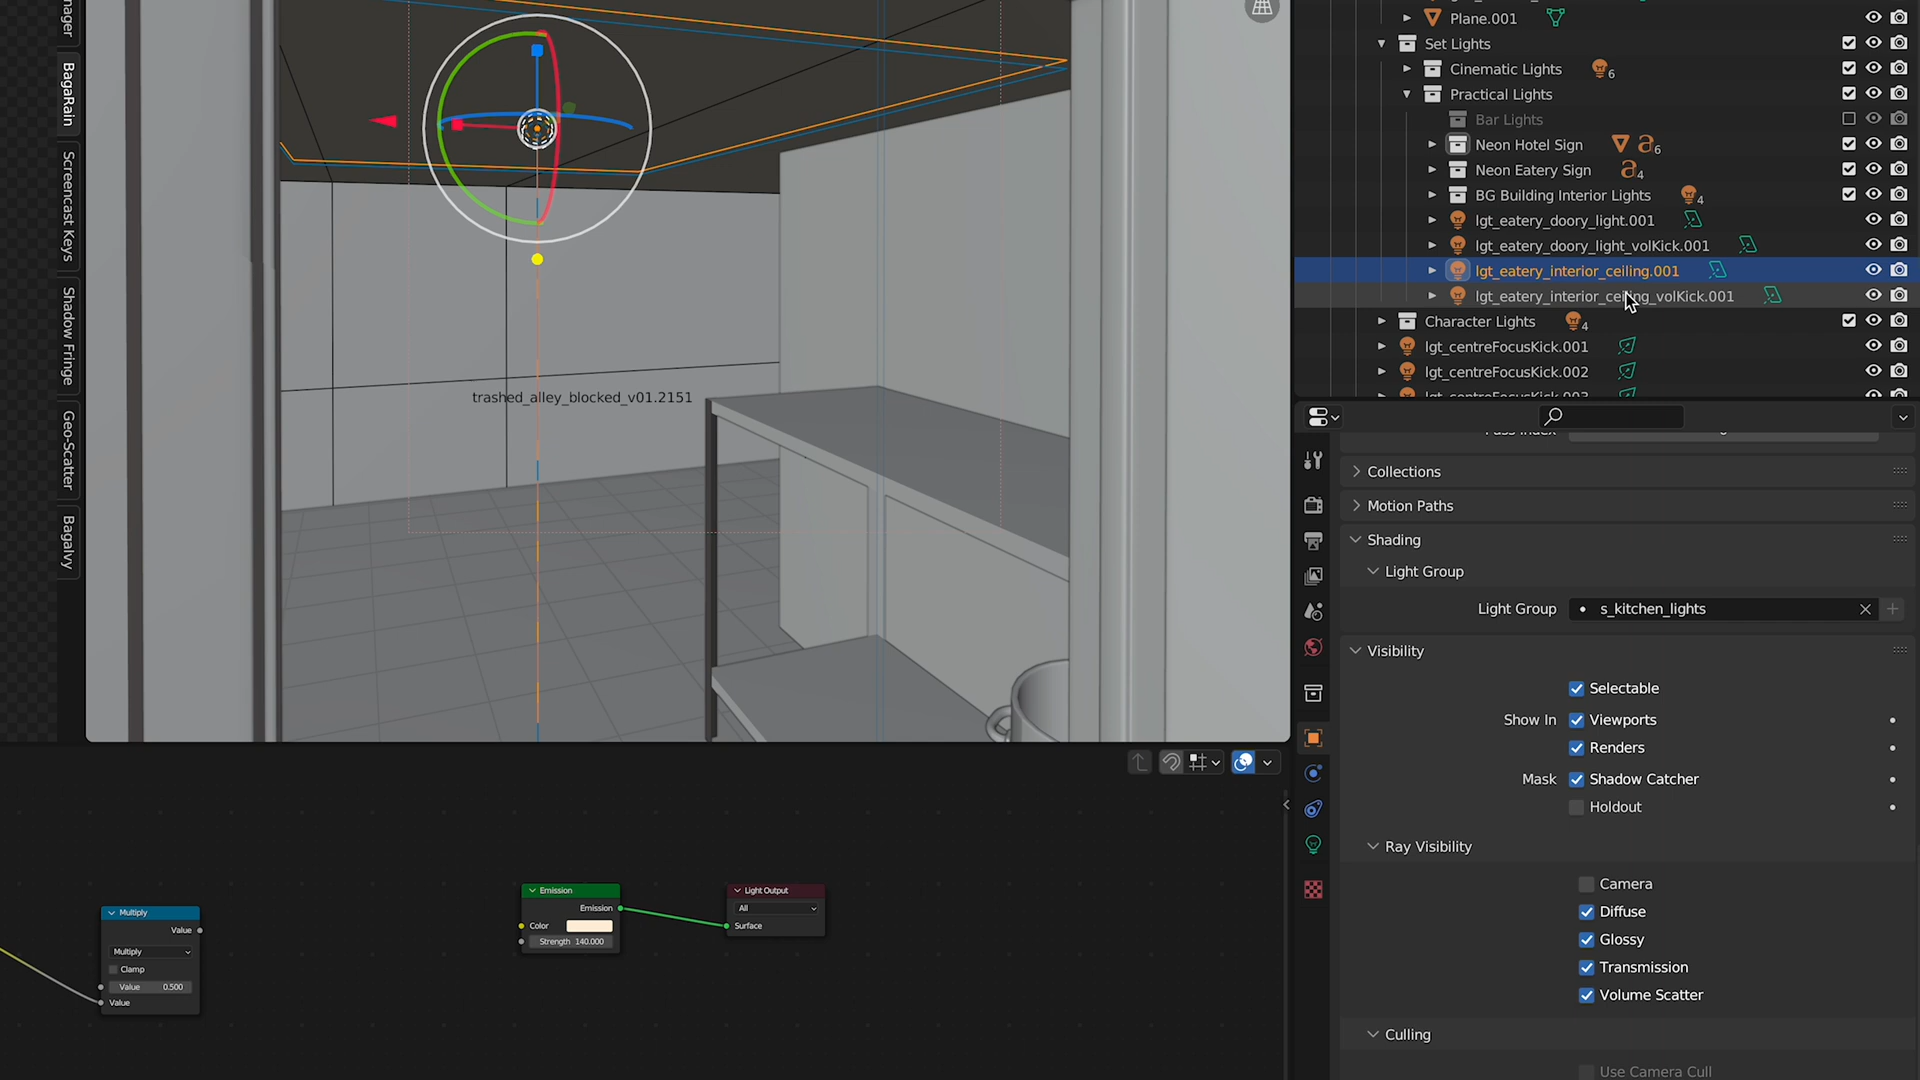 nager
BagaRain
Screencast Keys
Shadow Fringe
Geo-Scatter
Bagalvy
trashed_alley_blocked_v01.2151
Plane.001
Set Lights
Cinematic Lights 6
Practical Lights
Bar Lights
Neon Hotel Sign 6
Neon Eatery Sign 4
BG Building Interior Lights 4
lgt_eatery_doory_light.001
lgt_eatery_doory_light_volKick.001
lgt_eatery_interior_ceiling.001
lgt_eatery_interior_ceiling_volKick.001
Character Lights 4
lgt_centreFocusKick.001
lgt_centreFocusKick.002
lgt_centreFocusKick.003
Collections
Motion Paths
Shading
Light Group
Light Group s_kitchen_lights
Visibility
Selectable
Show In Viewports
Renders
Mask Shadow Catcher
Holdout
Ray Visibility
Camera
Diffuse
Glossy
Transmission
Volume Scatter
Culling
Use Camera Cull
Multiply
Value
Multiply
Clamp
Value 0.500
Value
Emission
Emission
Color
Strength 140.000
Light Output
All
Surface